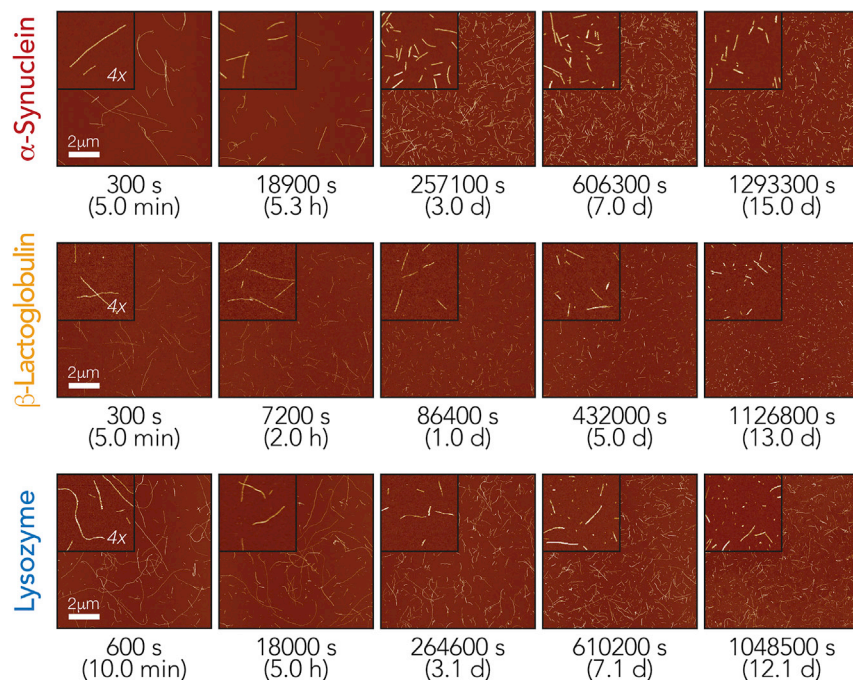 α-Synuclein
4x
2μm
300 s
(5.0 min)
18900 s
(5.3 h)
257100 s
(3.0 d)
606300 s
(7.0 d)
1293300 s
(15.0 d)
β-Lactoglobulin
4x
2μm
300 s
(5.0 min)
7200 s
(2.0 h)
86400 s
(1.0 d)
432000 s
(5.0 d)
1126800 s
(13.0 d)
Lysozyme
4x
2μm
600 s
(10.0 min)
18000 s
(5.0 h)
264600 s
(3.1 d)
610200 s
(7.1 d)
1048500 s
(12.1 d)